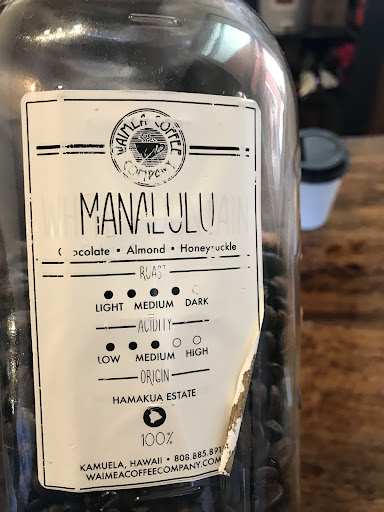 WAIMEA COFFEE
COMPANY
MANALULU
Chocolate • Almond • Honeysuckle
ROAST
LIGHT MEDIUM DARK
ACIDITY
LOW MEDIUM HIGH
ORIGIN
HAMAKUA ESTATE
100%
KAMUELA, HAWAII • 808.885.891
WAIMEACOFFEECOMPANY.COM